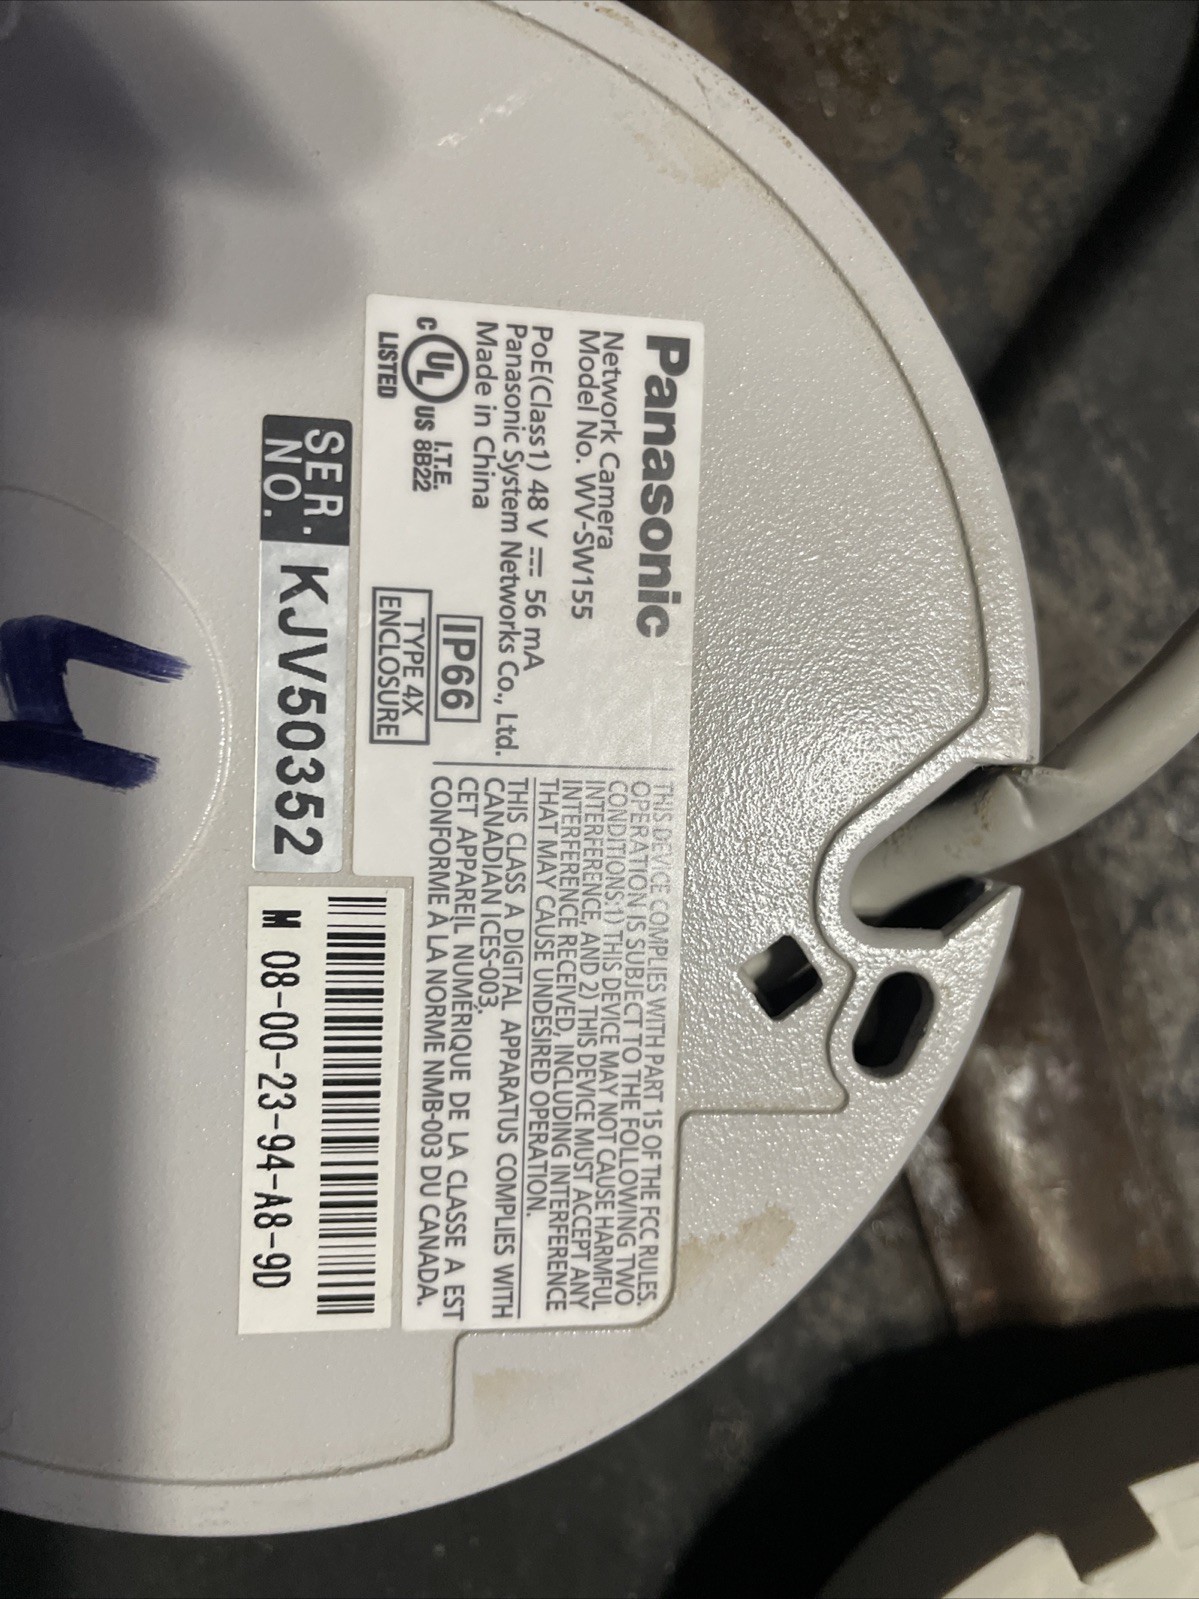 Panasonic
Network Camera
Model No. WV-SW155
PoE(Class1) 48 V ⎓ 56 mA
Panasonic System Networks Co., Ltd.
Made in China
C UL US
LISTED
I.T.E.
8B22
IP66
TYPE 4X
ENCLOSURE
THIS DEVICE COMPLIES WITH PART 15 OF THE FCC RULES.
OPERATION IS SUBJECT TO THE FOLLOWING TWO
CONDITIONS:1) THIS DEVICE MAY NOT CAUSE HARMFUL
INTERFERENCE, AND 2) THIS DEVICE MUST ACCEPT ANY
INTERFERENCE RECEIVED, INCLUDING INTERFERENCE
THAT MAY CAUSE UNDESIRED OPERATION.
THIS CLASS A DIGITAL APPARATUS COMPLIES WITH
CANADIAN ICES-003.
CET APPAREIL NUMÉRIQUE DE LA CLASSE A EST
CONFORME À LA NORME NMB-003 DU CANADA.
SER.
NO.
KJV50352
M 08-00-23-94-A8-9D
4